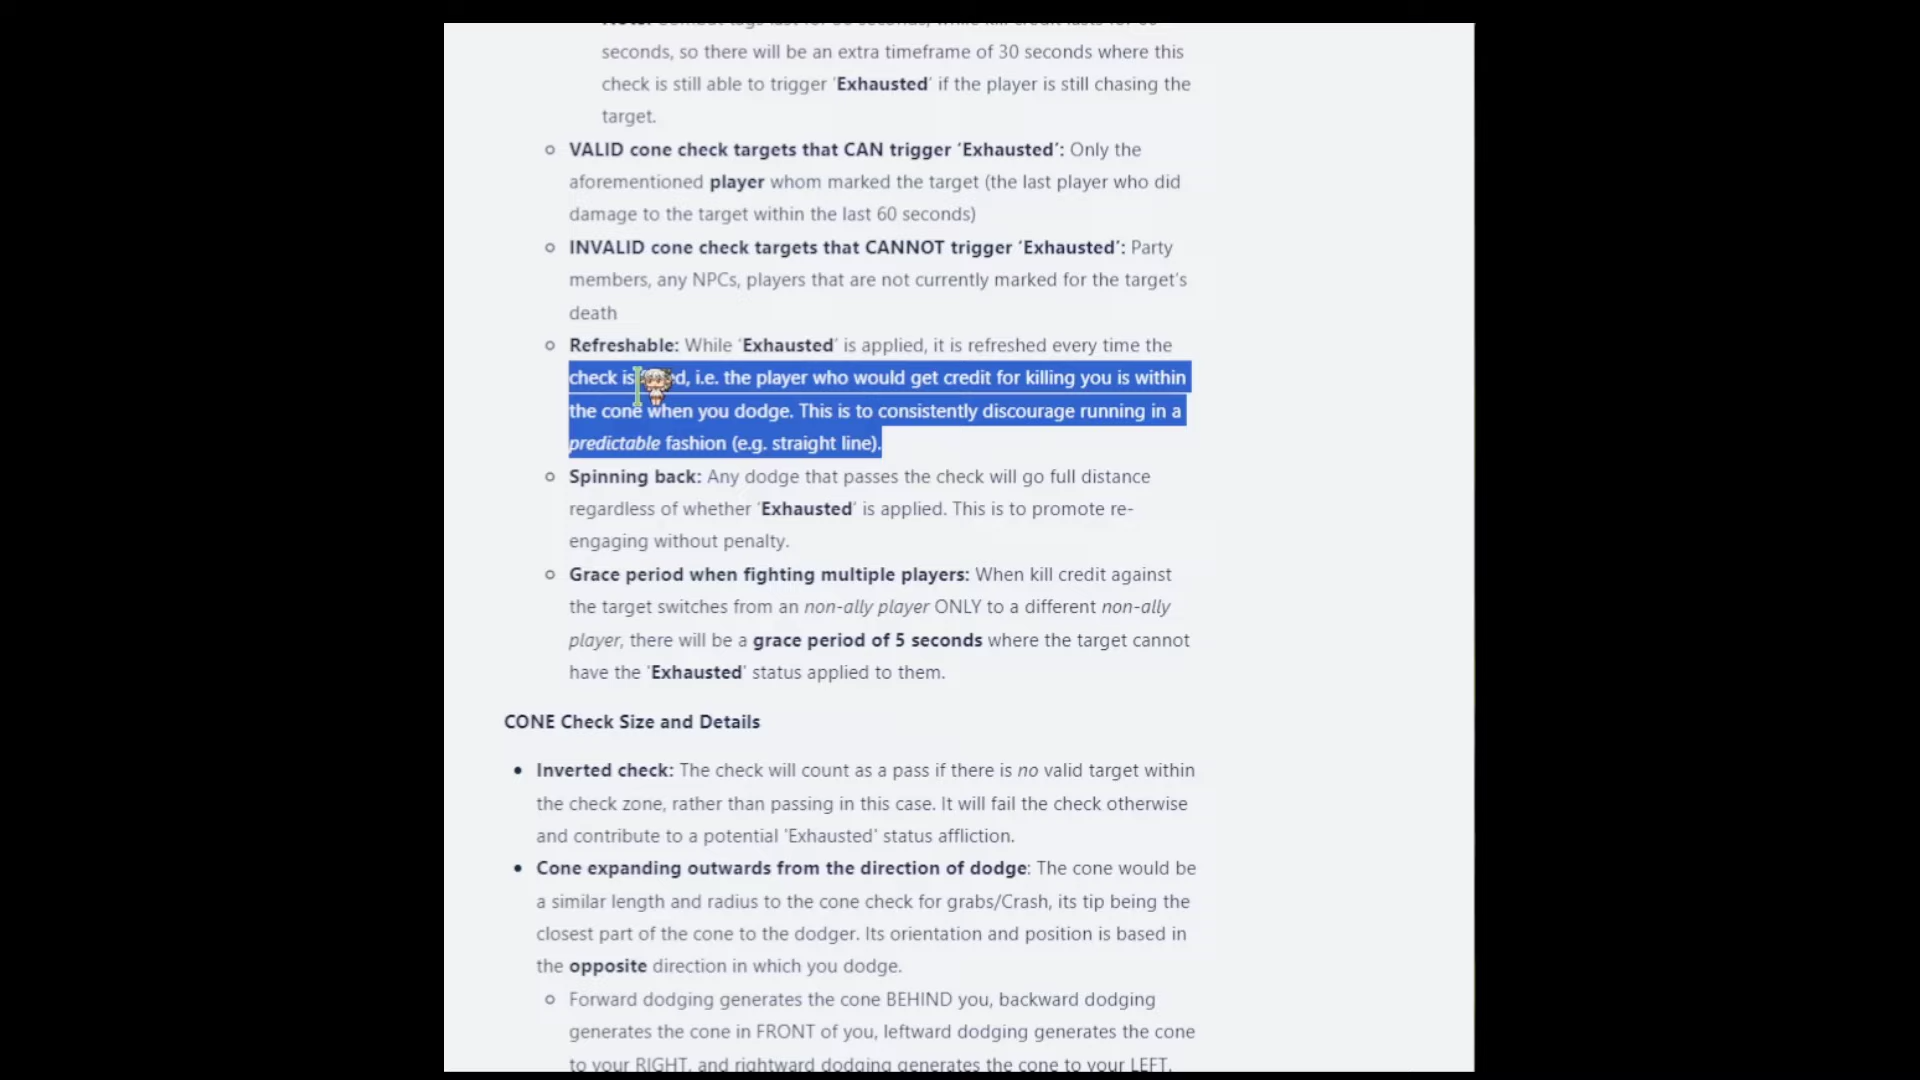 seconds, so there will be an extra timeframe of 30 seconds where this
check is still able to trigger 'Exhausted' if the player is still chasing the
target.
VALID cone check targets that CAN trigger 'Exhausted': Only the
aforementioned player whom marked the target (the last player who did
damage to the target within the last 60 seconds)
INVALID cone check targets that CANNOT trigger 'Exhausted': Party
members, any NPCs, players that are not currently marked for the target's
death
Refreshable: While 'Exhausted' is applied, it is refreshed every time the
check is d, i.e. the player who would get credit for killing you is within
the cone when you dodge. This is to consistently discourage running in a
predictable fashion (e.g. straight line).
Spinning back: Any dodge that passes the check will go full distance
regardless of whether 'Exhausted' is applied. This is to promote re-
engaging without penalty.
Grace period when fighting multiple players: When kill credit against
the target switches from an non-ally player ONLY to a different non-ally
player, there will be a grace period of 5 seconds where the target cannot
have the 'Exhausted' status applied to them.
CONE Check Size and Details
Inverted check: The check will count as a pass if there is no valid target within
the check zone, rather than passing in this case. It will fail the check otherwise
and contribute to a potential 'Exhausted' status affliction.
Cone expanding outwards from the direction of dodge: The cone would be
a similar length and radius to the cone check for grabs/Crash, its tip being the
closest part of the cone to the dodger. Its orientation and position is based in
the opposite direction in which you dodge.
Forward dodging generates the cone BEHIND you, backward dodging
generates the cone in FRONT of you, leftward dodging generates the cone
to your RIGHT, and rightward dodging generates the cone to your LEFT.